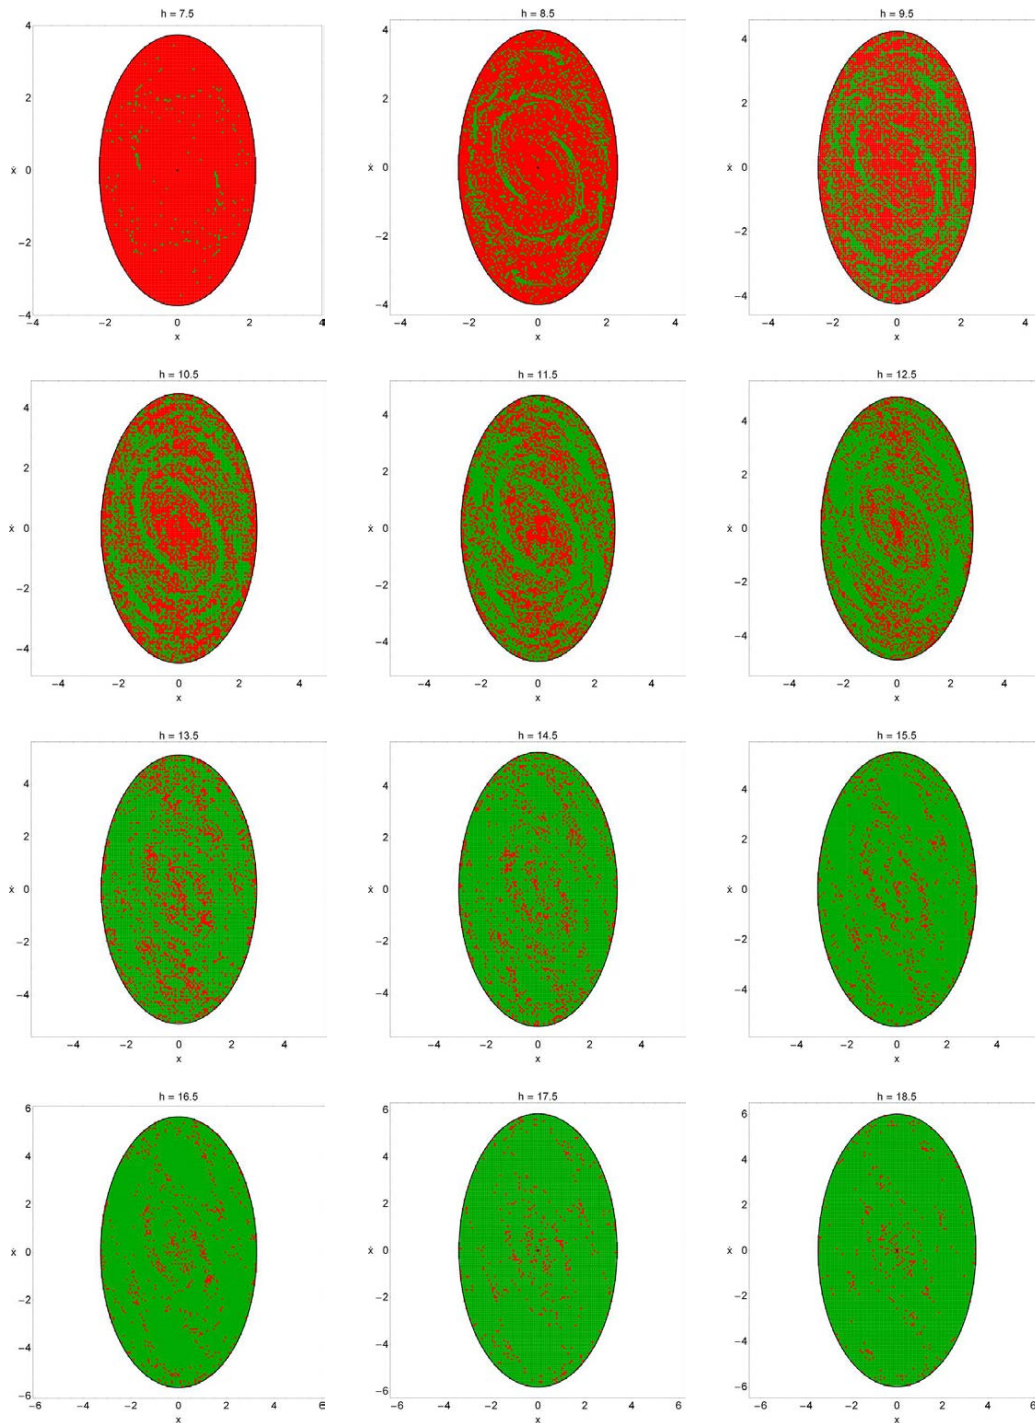 h = 7.5 h = 8.5 h = 9.5
4 4 4
2 2 2
ẋ 0 ẋ 0 ẋ 0
−2 −2 −2
−4 −4 −4
−4 −2 0 2 4 −4 −2 0 2 4 −4 −2 0 2 4
x x x
h = 10.5 h = 11.5 h = 12.5
4 4 4
2 2 2
ẋ 0 ẋ 0 ẋ 0
−2 −2 −2
−4 −4 −4
−4 −2 0 2 4 −4 −2 0 2 4 −4 −2 0 2 4
x x x
h = 13.5 h = 14.5 h = 15.5
4 4 4
2 2 2
ẋ 0 ẋ 0 ẋ 0
−2 −2 −2
−4 −4 −4
−4 −2 0 2 4 −4 −2 0 2 4 −4 −2 0 2 4
x x x
h = 16.5 h = 17.5 h = 18.5
6 6 6
4 4 4
2 2 2
ẋ 0 ẋ 0 ẋ 0
−2 −2 −2
−4 −4 −4
−6 −6 −6
−6 −4 −2 0 2 4 6 −6 −4 −2 0 2 4 6 −6 −4 −2 0 2 4 6
x x x